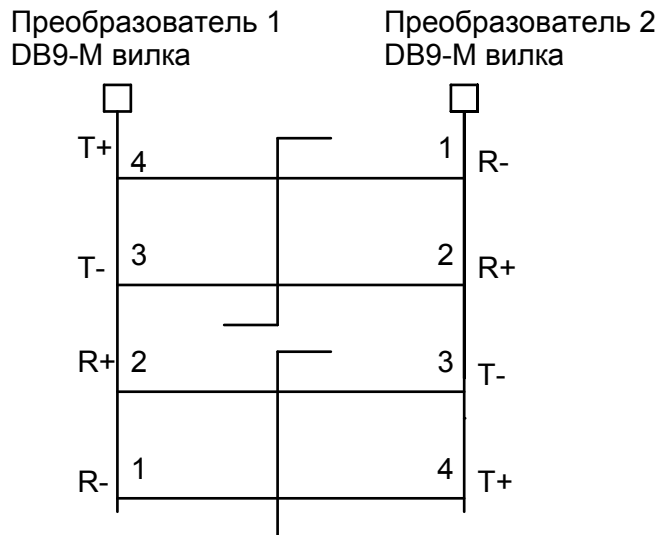 Преобразователь 1 Преобразователь 2
DB9-M вилка DB9-M вилка
T+ 4 1 R-
T- 3 2 R+
R+ 2 3 T-
R- 1 4 T+